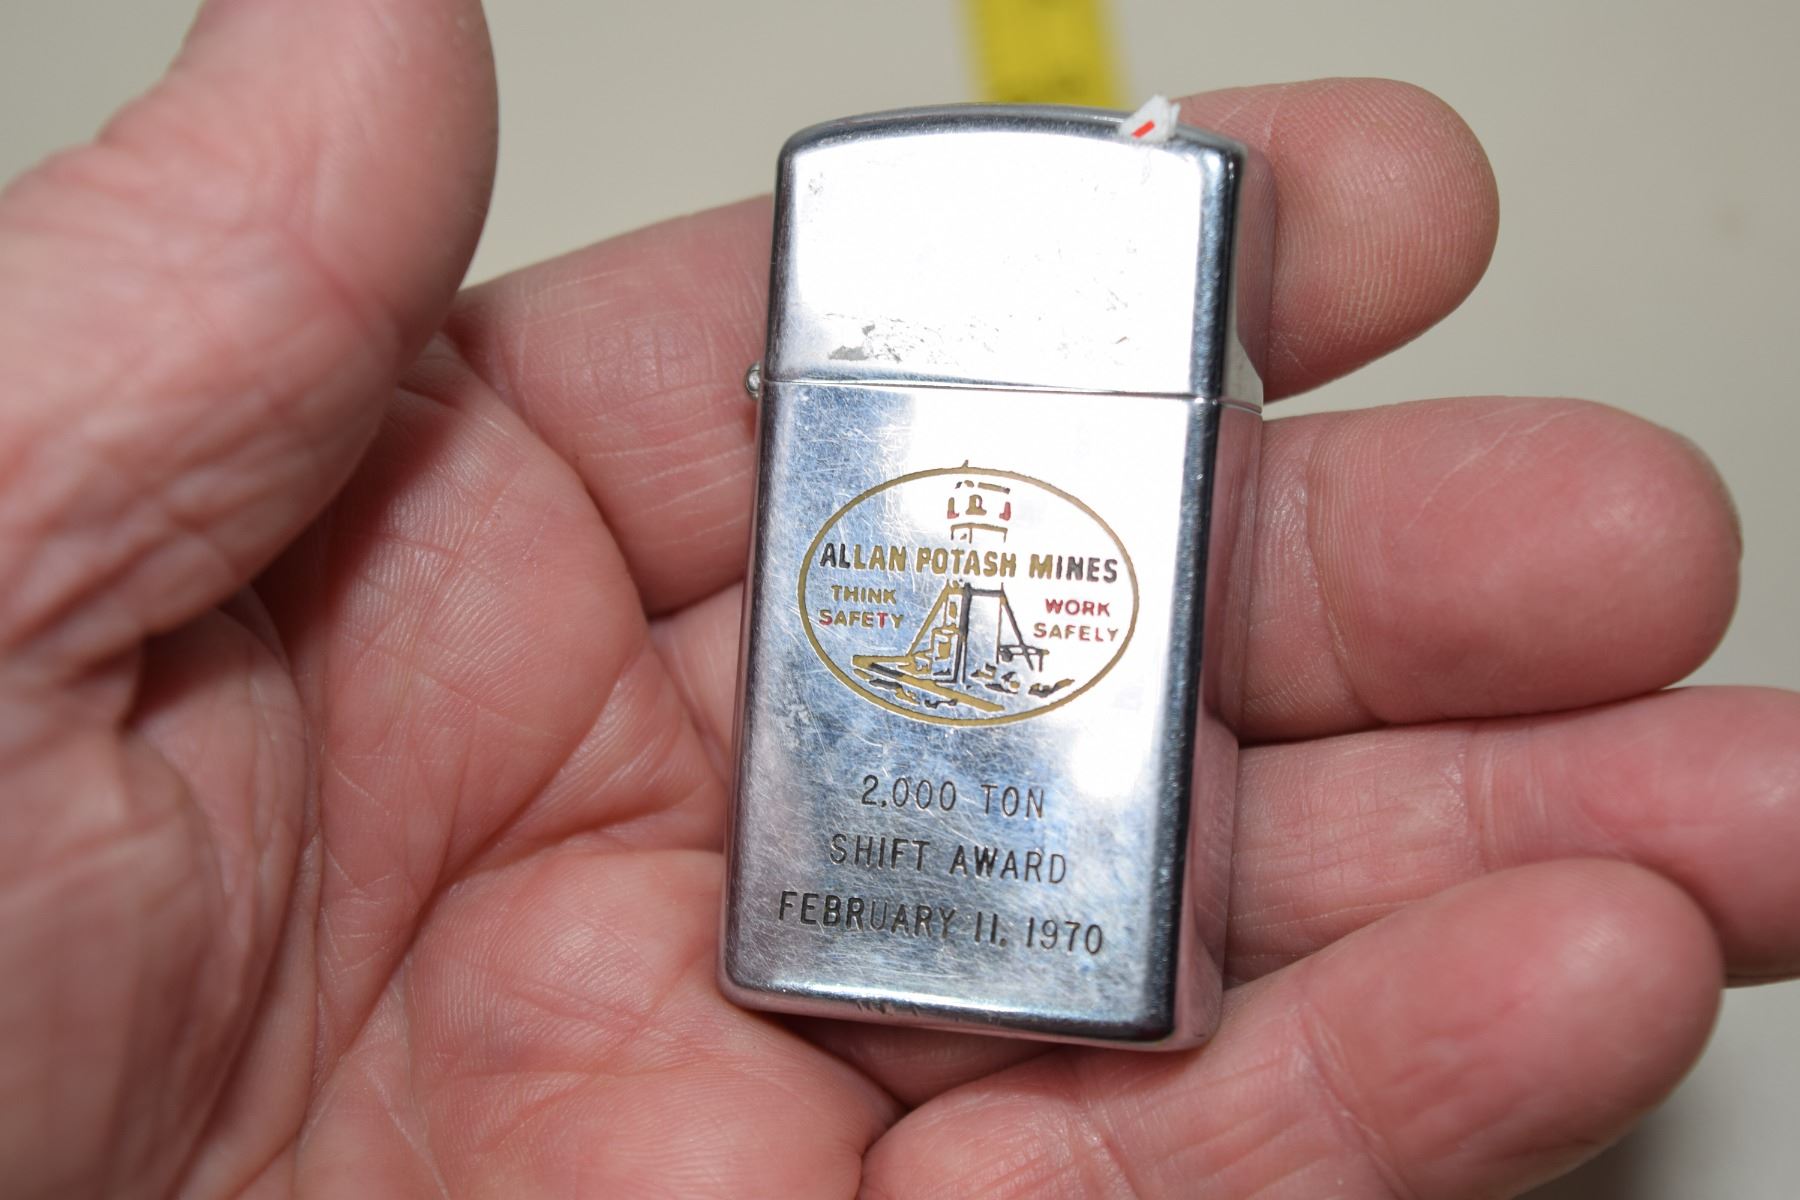 ALLAN POTASH MINES
THINK
SAFETY
WORK
SAFELY
2,000 TON
SHIFT AWARD
FEBRUARY 11, 1970